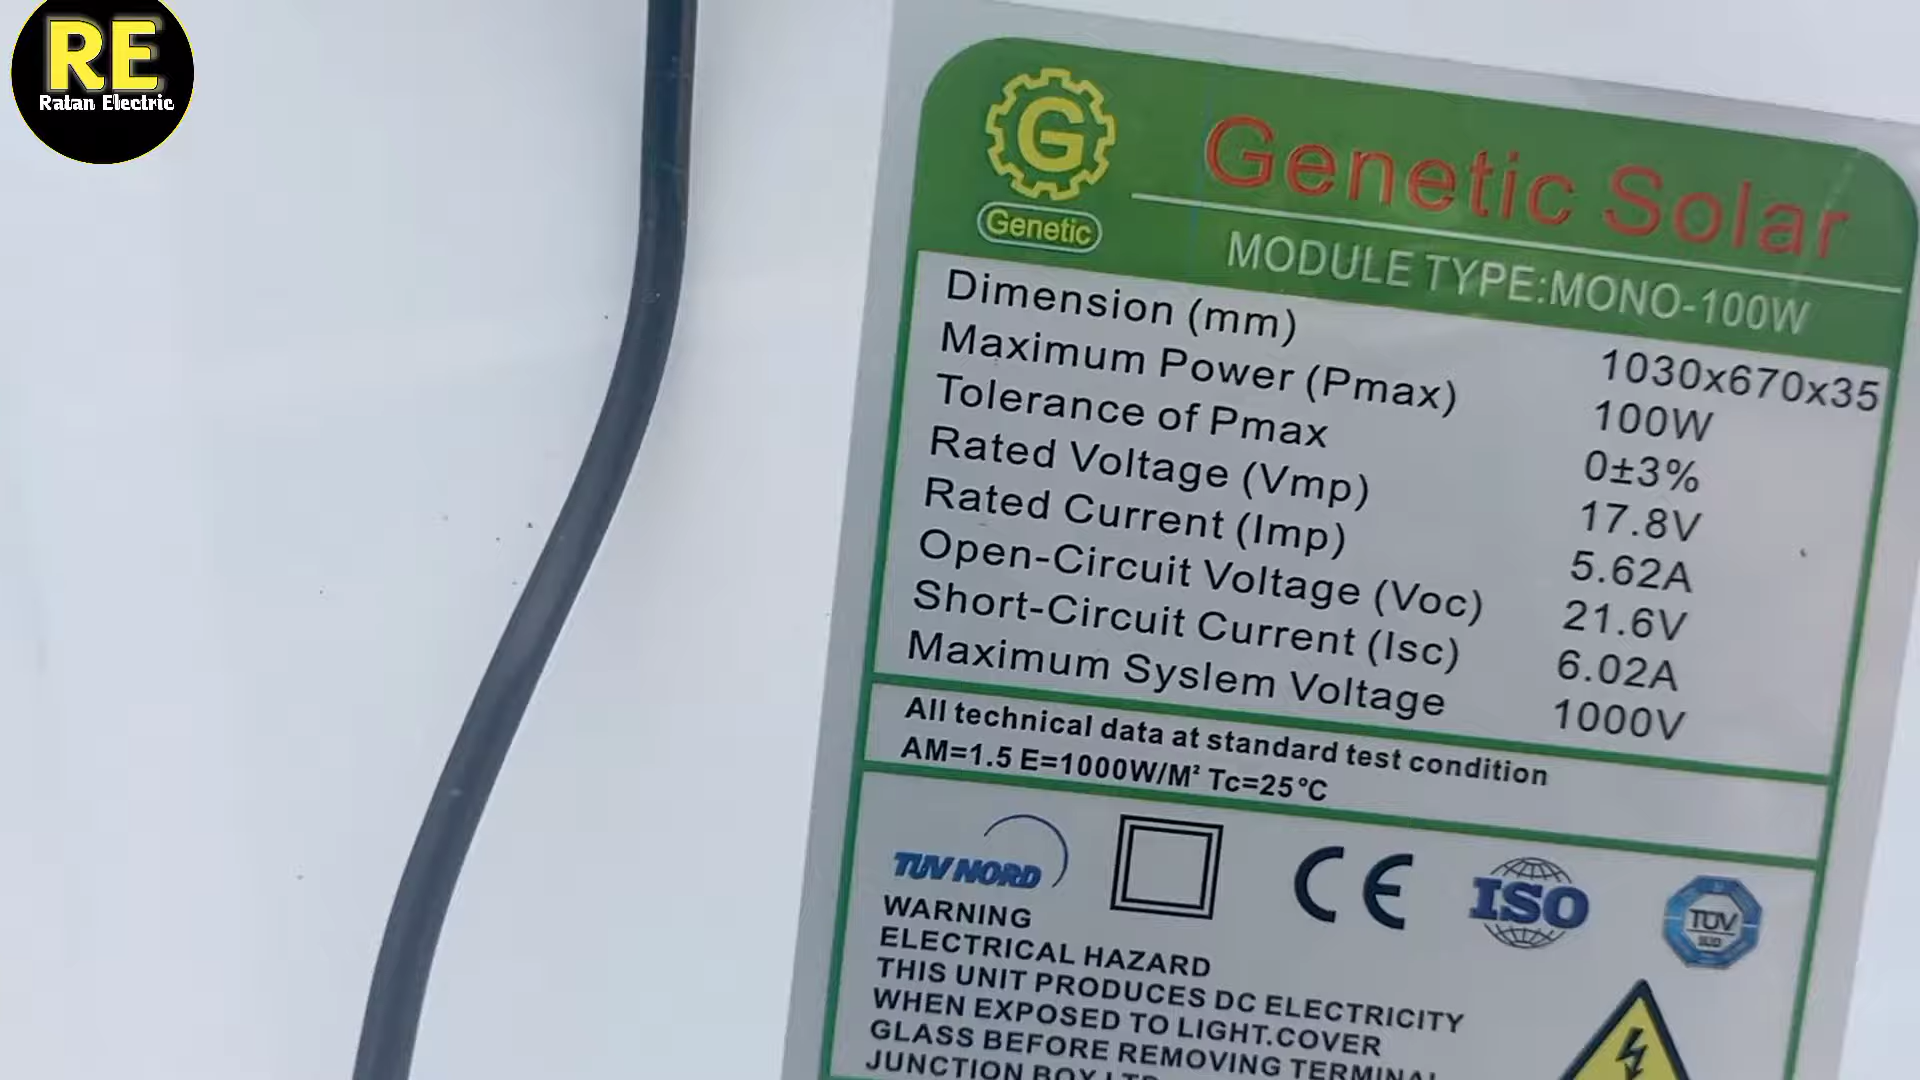 RE
Ratan Electric
G
Genetic
Genetic Solar
MODULE TYPE:MONO-100W
Dimension (mm) 1030x670x35
Maximum Power (Pmax) 100W
Tolerance of Pmax 0±3%
Rated Voltage (Vmp) 17.8V
Rated Current (Imp) 5.62A
Open-Circuit Voltage (Voc) 21.6V
Short-Circuit Current (Isc) 6.02A
Maximum Syslem Voltage 1000V
All technical data at standard test condition
AM=1.5 E=1000W/M² Tc=25°C
TUV NORD
CE
ISO
TÜV
SÜD
WARNING
ELECTRICAL HAZARD
THIS UNIT PRODUCES DC ELECTRICITY
WHEN EXPOSED TO LIGHT.COVER
GLASS BEFORE REMOVING TERMINAL
JUNCTION BOX